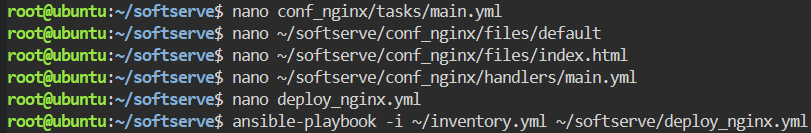 root@ubuntu:~/softserve$ nano conf_nginx/tasks/main.yml
root@ubuntu:~/softserve$ nano ~/softserve/conf_nginx/files/default
root@ubuntu:~/softserve$ nano ~/softserve/conf_nginx/files/index.html
root@ubuntu:~/softserve$ nano ~/softserve/conf_nginx/handlers/main.yml
root@ubuntu:~/softserve$ nano deploy_nginx.yml
root@ubuntu:~/softserve$ ansible-playbook -i ~/inventory.yml ~/softserve/deploy_nginx.yml